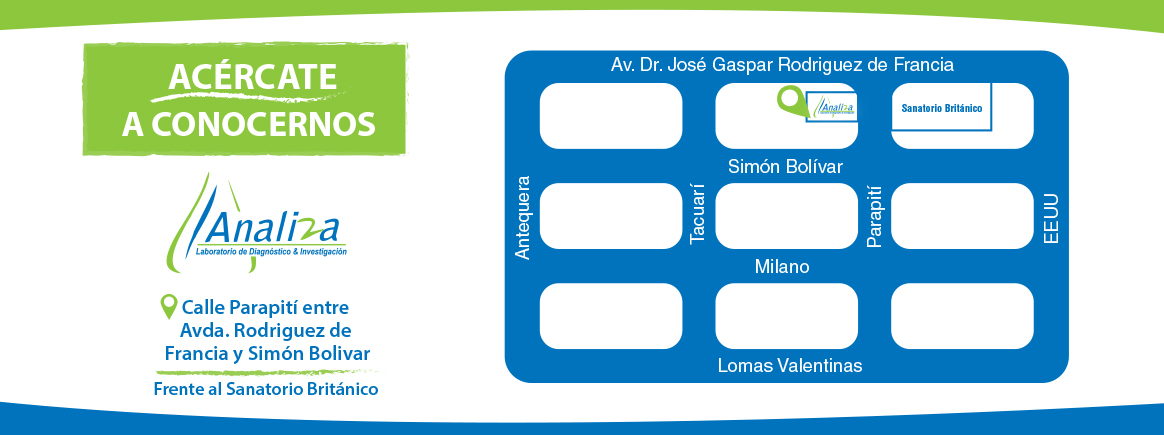 ACÉRCATE
A CONOCERNOS
Analiza
Laboratorio de Diagnóstico & Investigación
Calle Parapití entre
Avda. Rodriguez de
Francia y Simón Bolivar
Frente al Sanatorio Británico
Av. Dr. José Gaspar Rodriguez de Francia
Analiza
Sanatorio Británico
Simón Bolívar
Antequera
Tacuarí
Parapití
EEUU
Milano
Lomas Valentinas